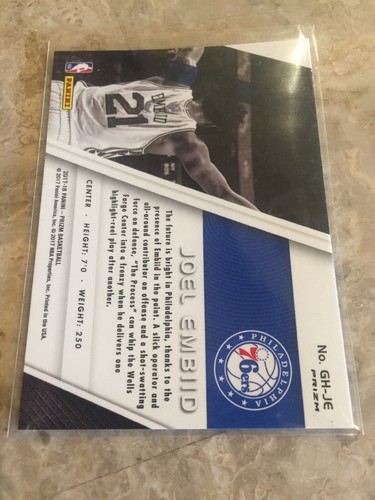 No. GH-JE
PRIZM
PHILADELPHIA
76ers
JOEL EMBIID
The future is bright in Philadelphia, thanks to the
presence of Embiid in the paint. A slick operator and
all-around contributor on offense and a shot-swatting
force on defense, "The Process" can whip the Wells
Fargo Center into a frenzy when he delivers one
highlight-reel play after another.
CENTER - HEIGHT: 7'0 - WEIGHT: 250
EMBIID
21
NBA
PANINI
2017-18 PANINI – PRIZM BASKETBALL
© 2017 Panini America, Inc. © 2017 NBA Properties, Inc. Printed in the USA.